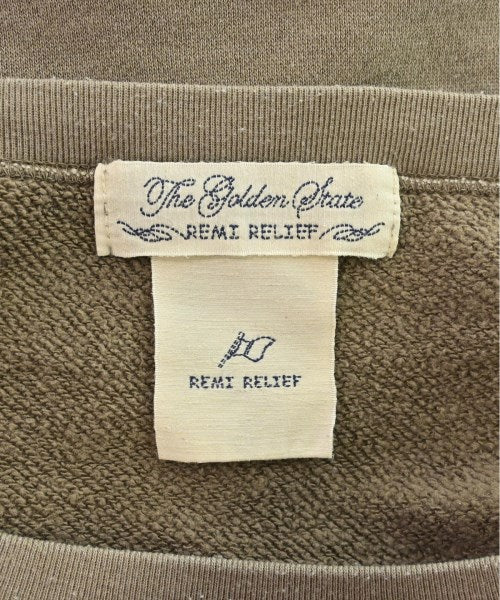 The Golden State
REMI RELIEF
REMI RELIEF